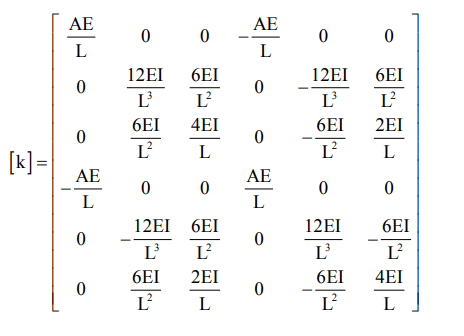 [k] =
AE/L 0 0 −AE/L 0 0
0 12EI/L³ 6EI/L² 0 −12EI/L³ 6EI/L²
0 6EI/L² 4EI/L 0 −6EI/L² 2EI/L
−AE/L 0 0 AE/L 0 0
0 −12EI/L³ 6EI/L² 0 12EI/L³ −6EI/L²
0 6EI/L² 2EI/L 0 −6EI/L² 4EI/L